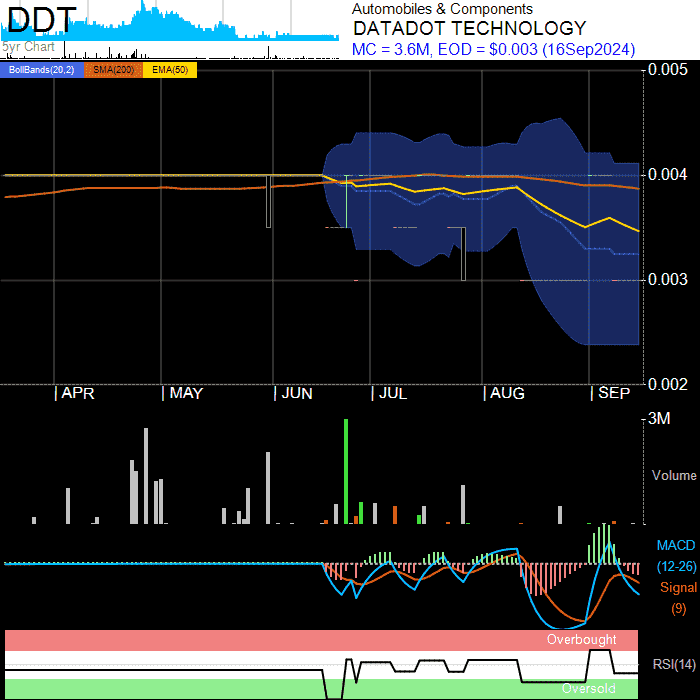 DDT
5yr Chart
Automobiles & Components
DATADOT TECHNOLOGY
MC = 3.6M, EOD = $0.003 (16Sep2024)
BollBands(20,2) SMA(200) EMA(50)
0.005
0.004
0.003
0.002
APR MAY JUN JUL AUG SEP
3M
Volume
MACD
(12-26)
Signal
(9)
Overbought
RSI(14)
Oversold